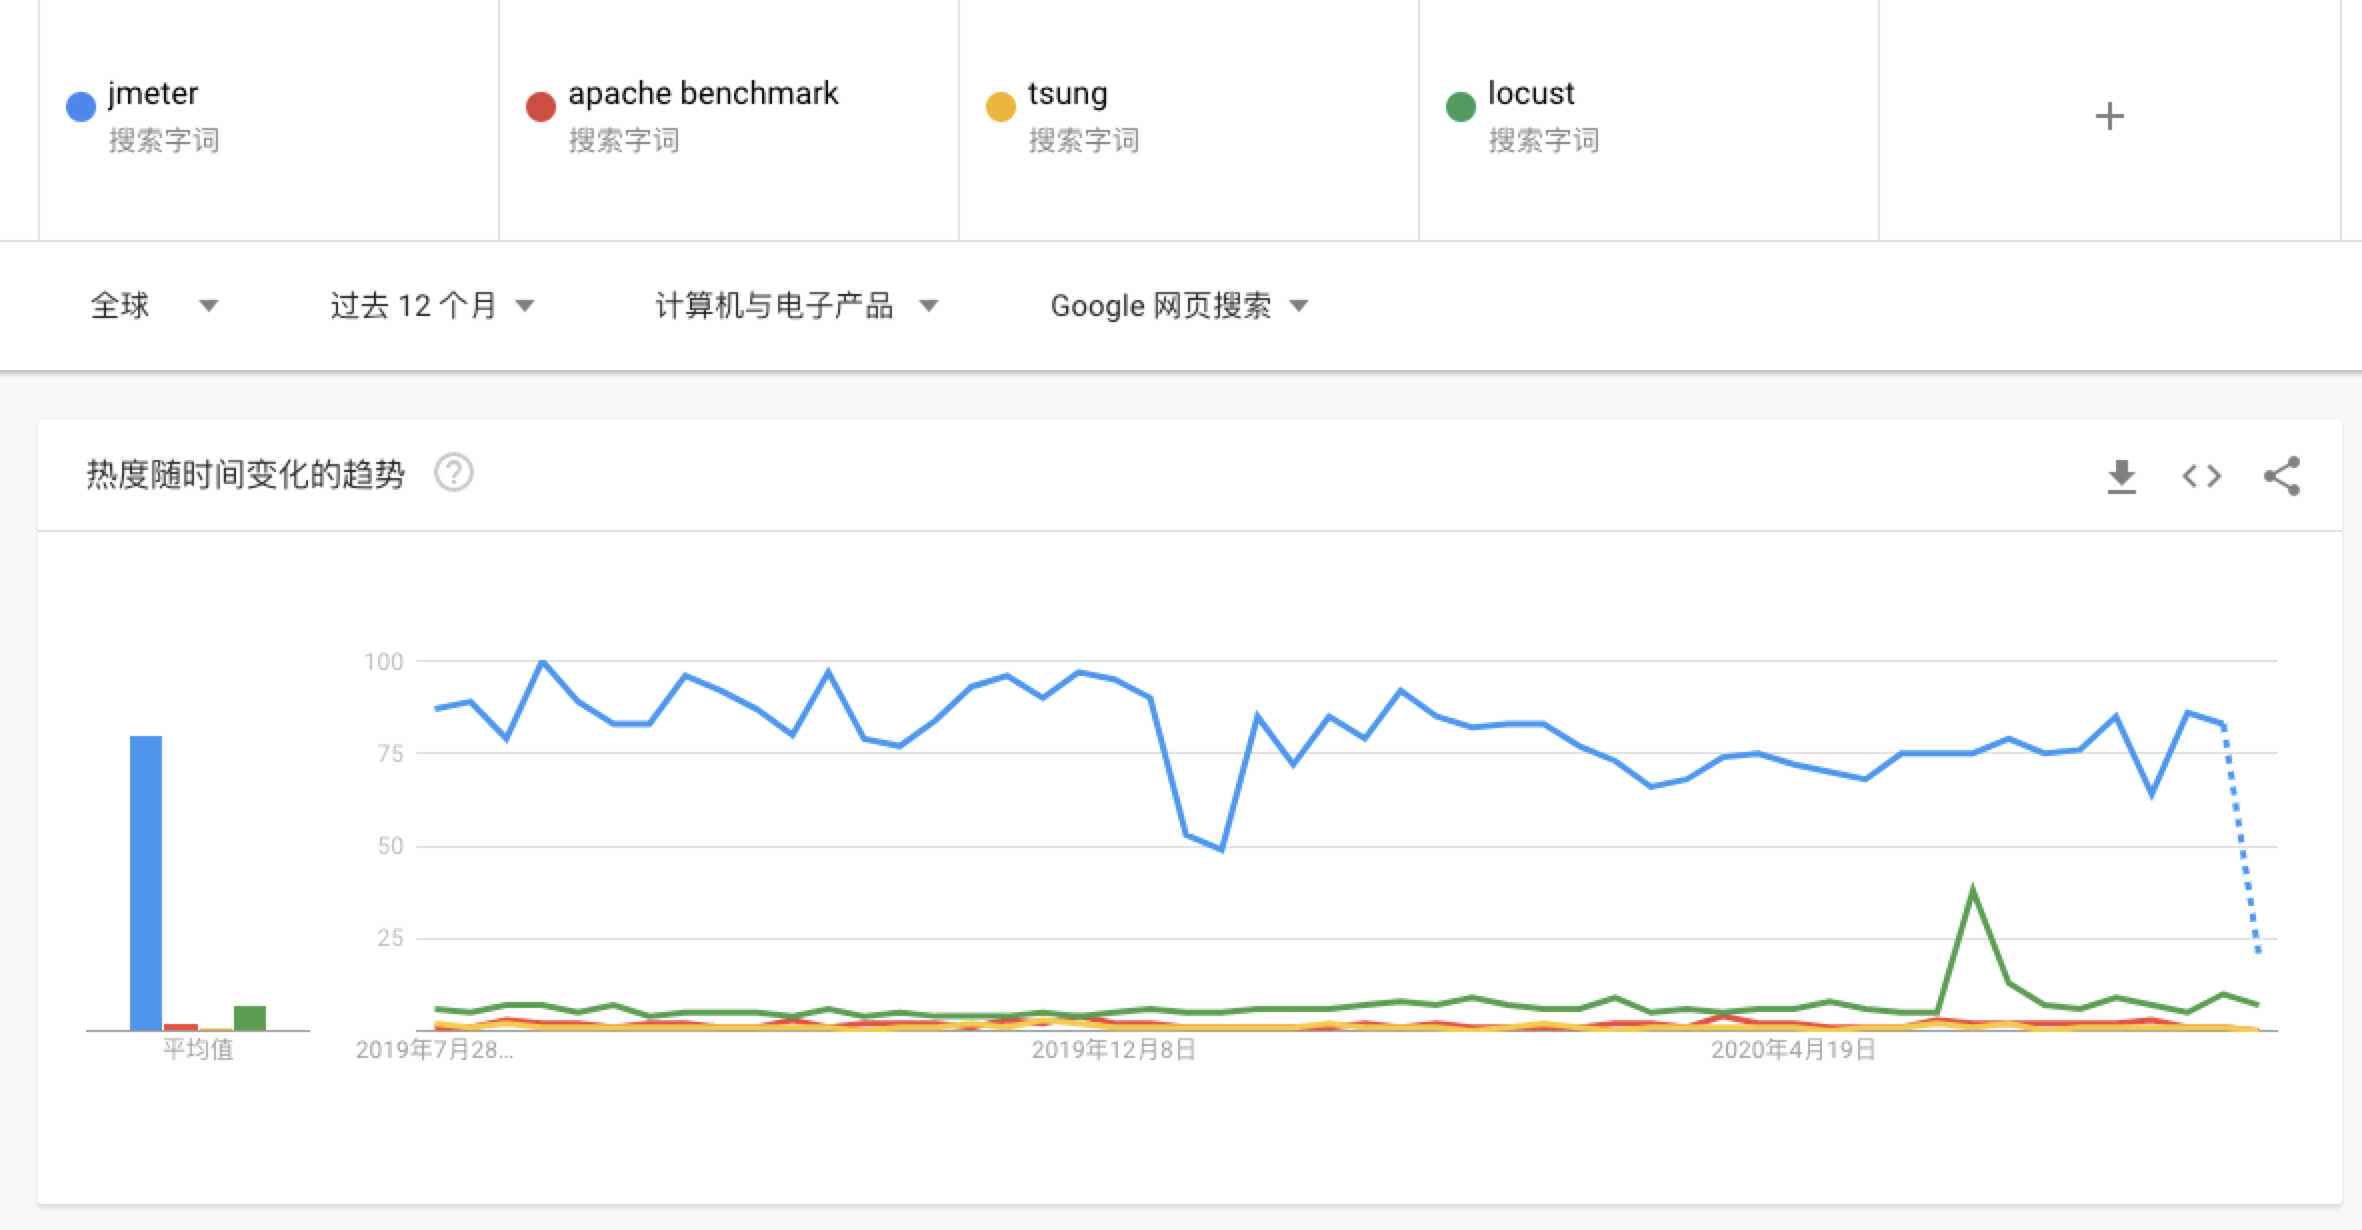 jmeter
搜索字词
apache benchmark
搜索字词
tsung
搜索字词
locust
搜索字词
+
全球
过去 12 个月
计算机与电子产品
Google 网页搜索
热度随时间变化的趋势
?
100
75
50
25
平均值
2019年7月28...
2019年12月8日
2020年4月19日